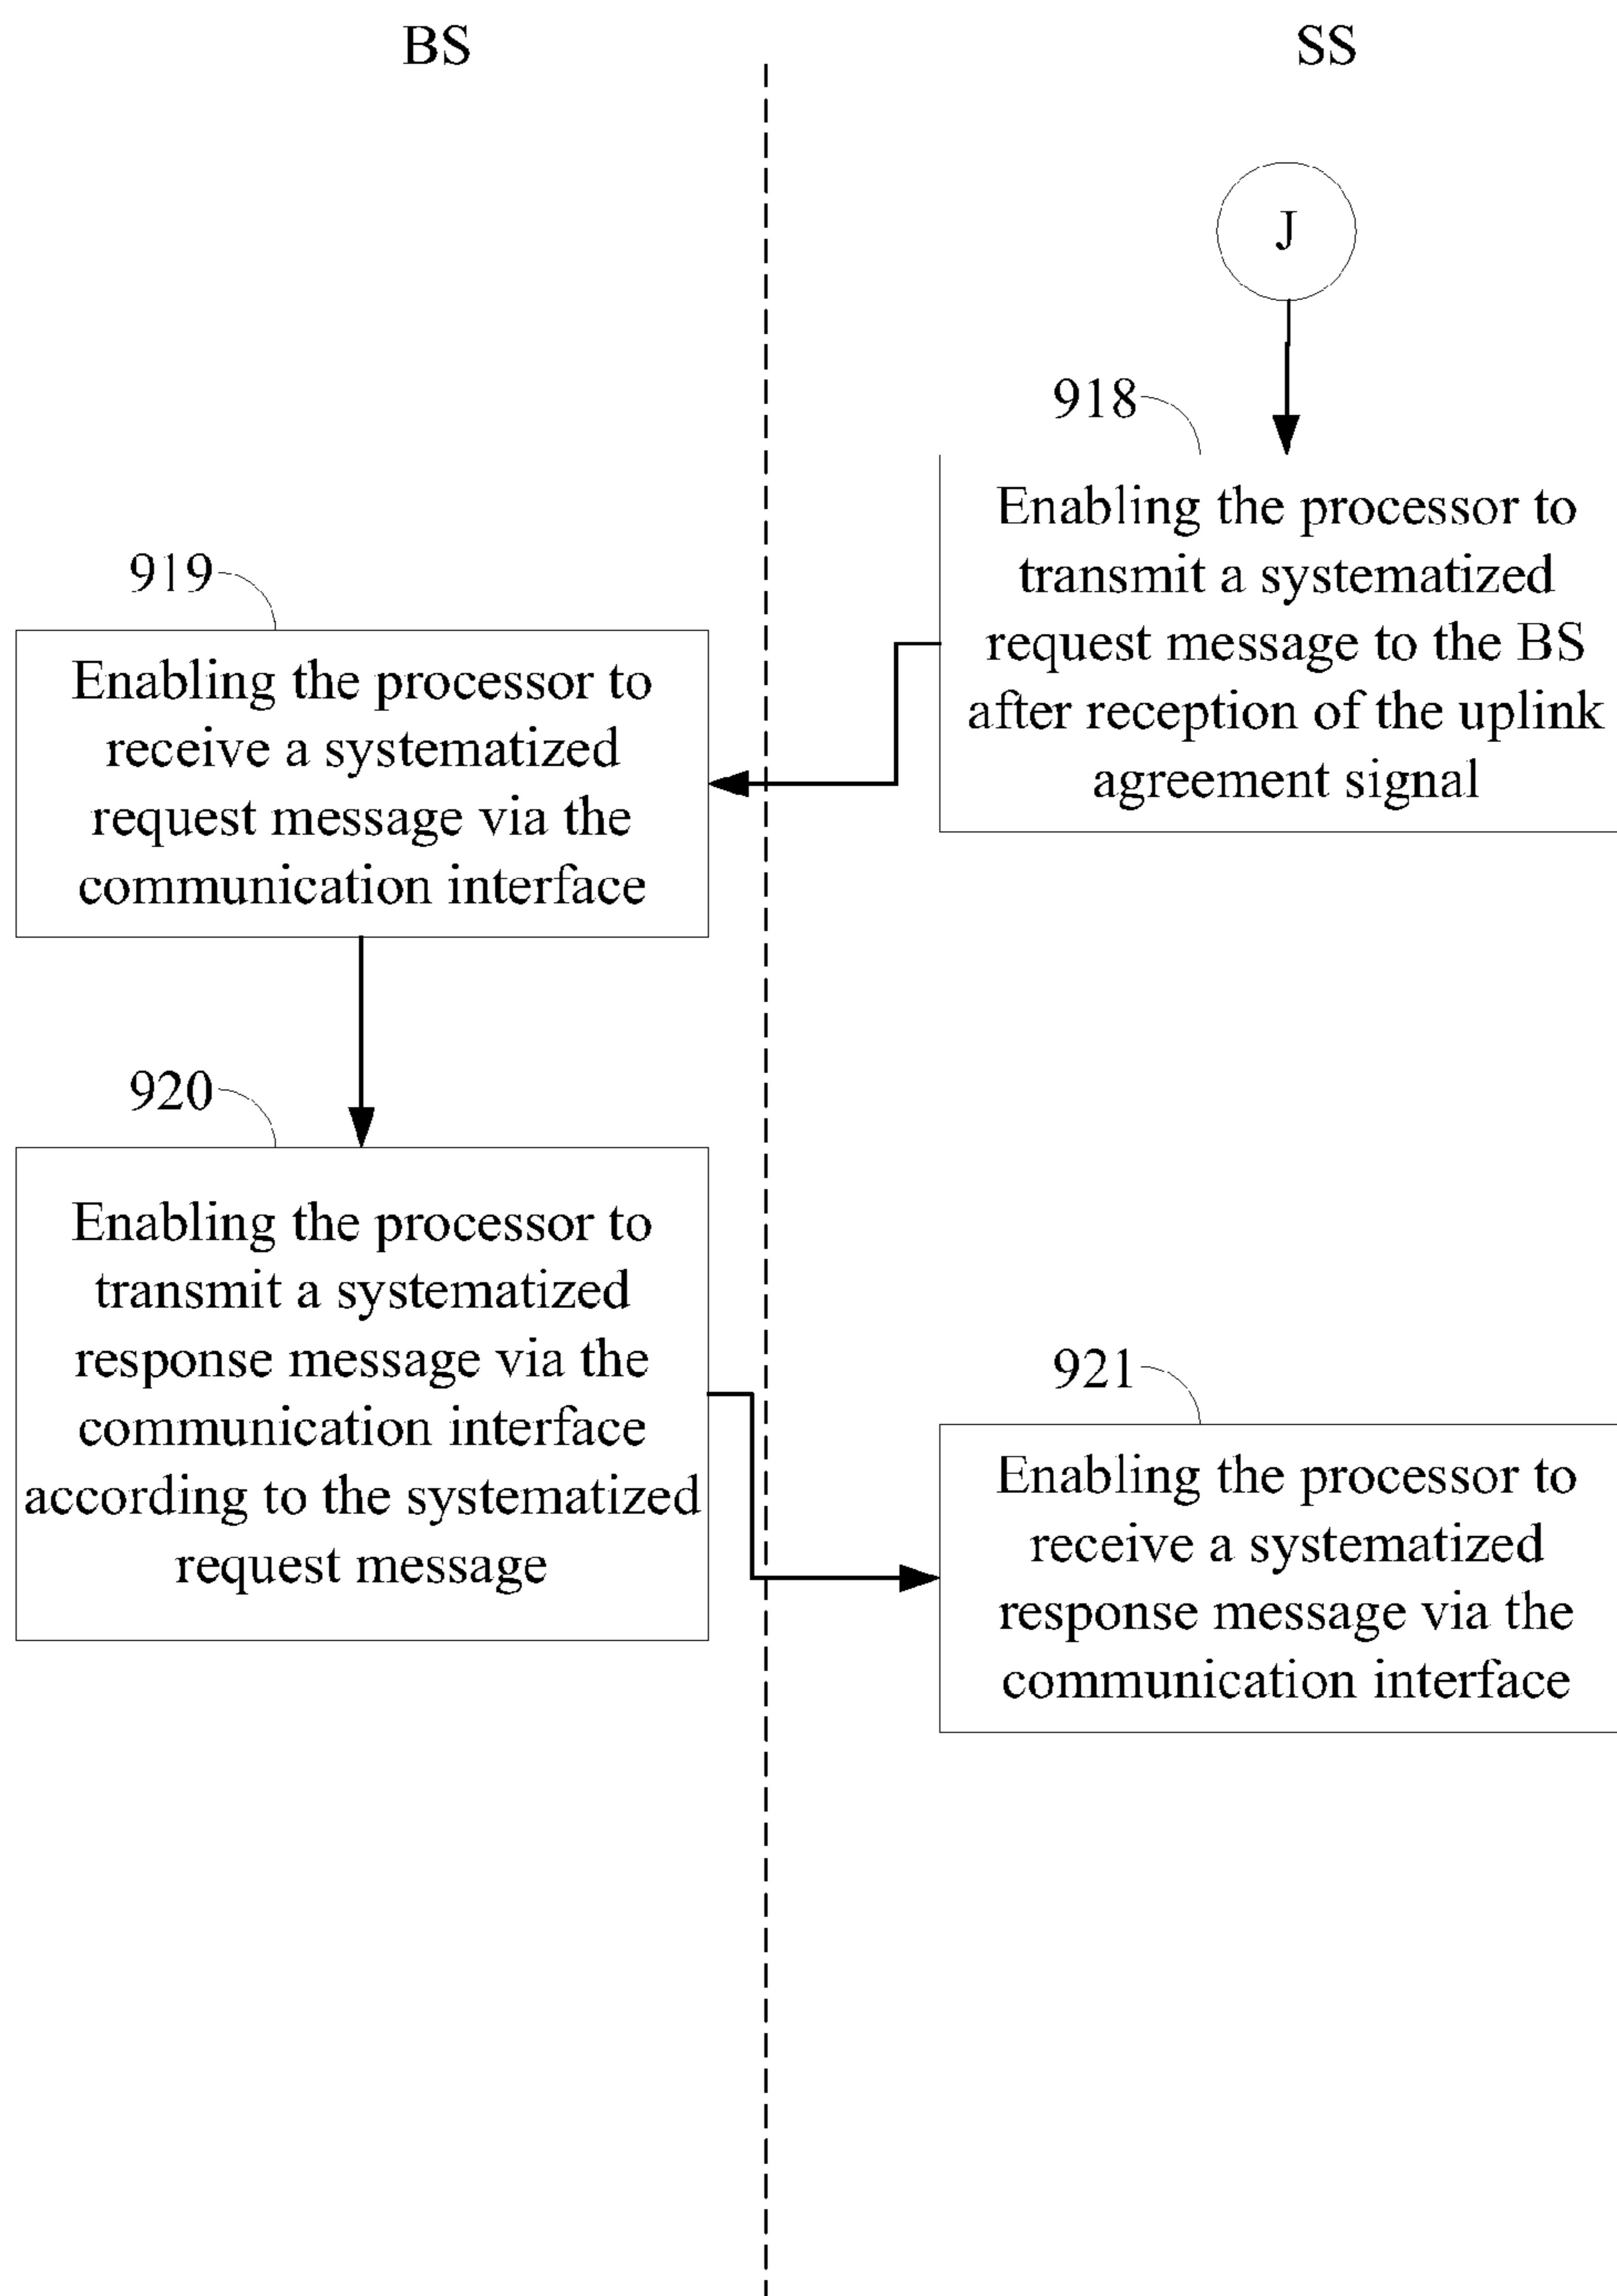 BS
SS
J
918
Enabling the processor to
transmit a systematized
request message to the BS
after reception of the uplink
agreement signal
919
Enabling the processor to
receive a systematized
request message via the
communication interface
920
Enabling the processor to
transmit a systematized
response message via the
communication interface
according to the systematized
request message
921
Enabling the processor to
receive a systematized
response message via the
communication interface